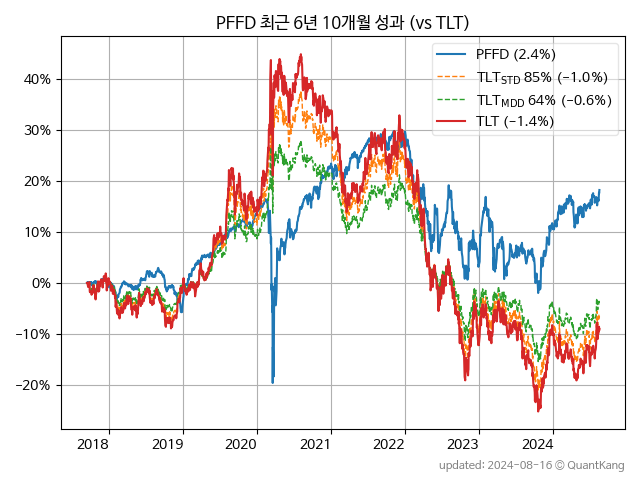 PFFD 최근 6년 10개월 성과 (vs TLT)
PFFD (2.4%)
TLT_STD 85% (−1.0%)
TLT_MDD 64% (−0.6%)
TLT (−1.4%)
40%
30%
20%
10%
0%
−10%
−20%
2018 2019 2020 2021 2022 2023 2024
updated: 2024-08-16 © QuantKang